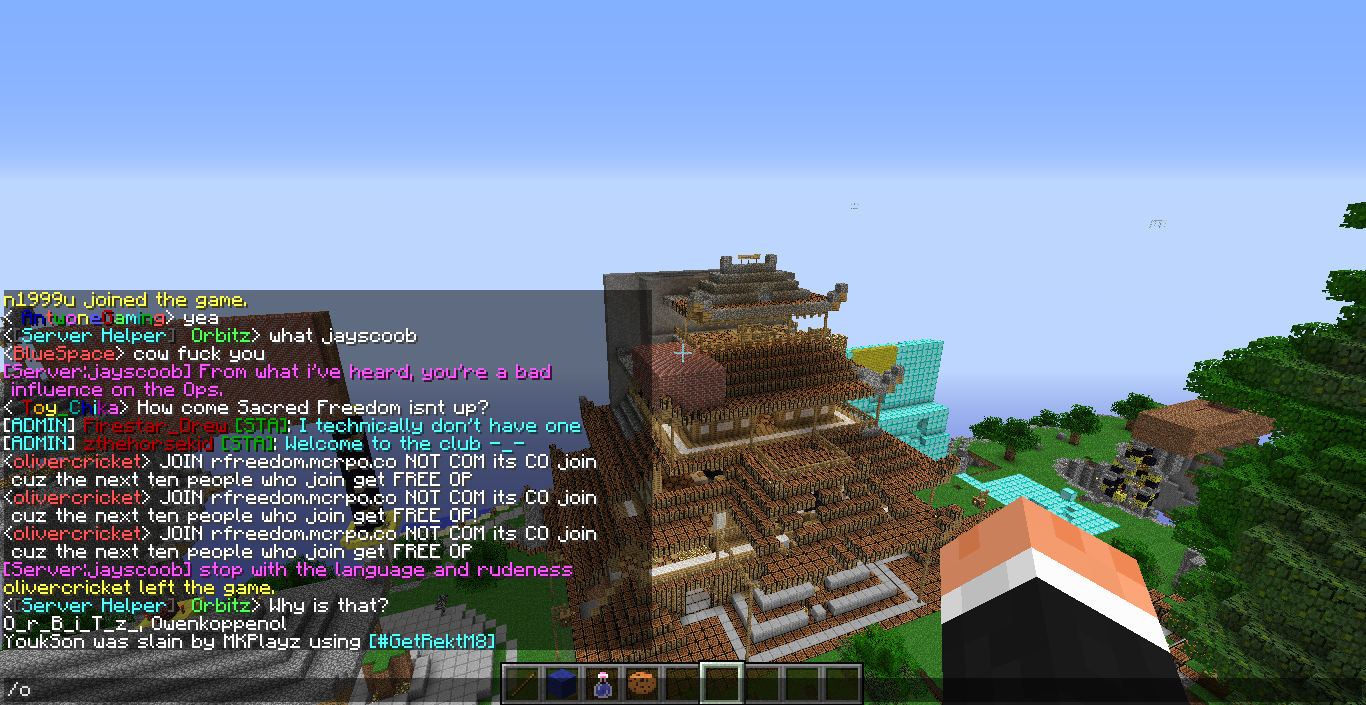 n1999u joined the game.
< Antwone-Gaming> yea
<[Server Helper] Orbitz> what jayscoob
<BlueSpace> cow fuck you
[Server:jayscoob] From what i've heard, you're a bad
influence on the Ops.
< Toy_Chika> How come Sacred Freedom isnt up?
[ADMIN] Firestar_Drew [STA]: I technically don't have one
[ADMIN] zthehorsekid [STA]: Welcome to the club -_-
<olivercricket> JOIN rfreedom.mcrpo.co NOT COM its CO join
cuz the next ten people who join get FREE OP
<olivercricket> JOIN rfreedom.mcrpo.co NOT COM its CO join
cuz the next ten people who join get FREE OP!
<olivercricket> JOIN rfreedom.mcrpo.co NOT COM its CO join
cuz the next ten people who join get FREE OP
[Server:jayscoob] stop with the language and rudeness
olivercricket left the game.
<[Server Helper] Orbitz> Why is that?
O_r_B_i_T_z_, Owenkoppenol
YoukSon was slain by MKPlayz using [#GetRektM8]
/o